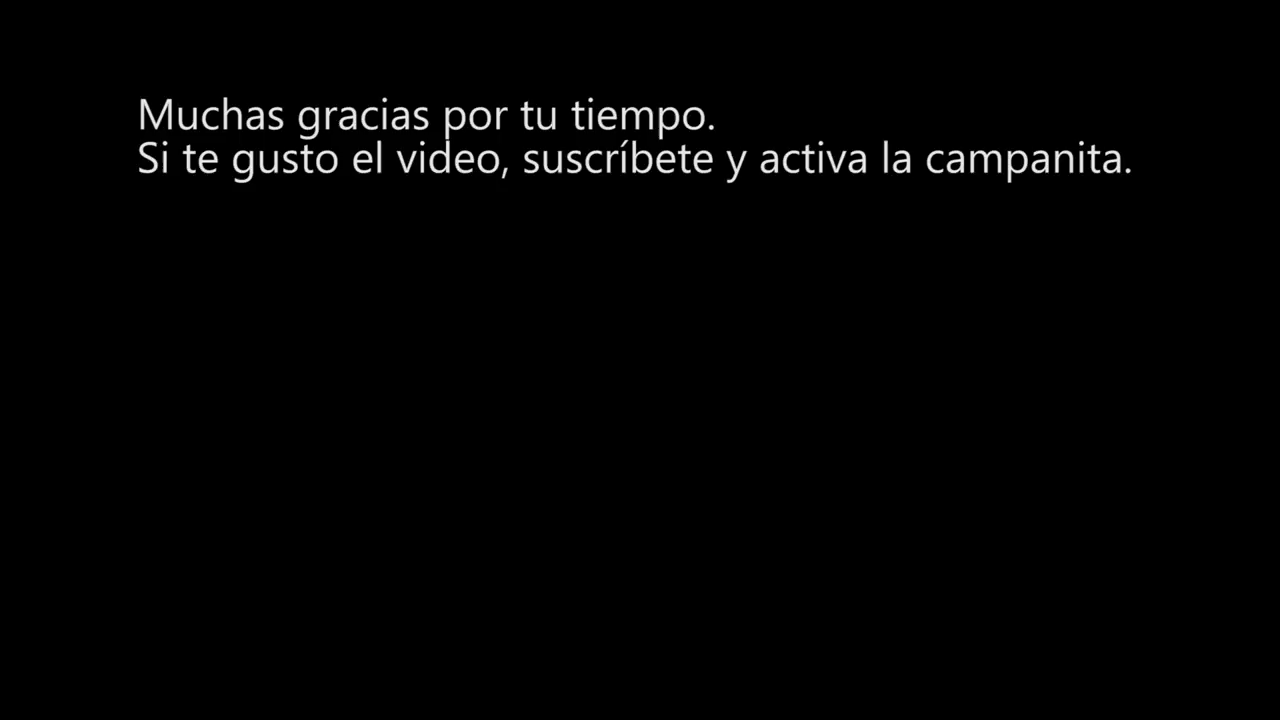 Muchas gracias por tu tiempo.
Si te gusto el video, suscríbete y activa la campanita.